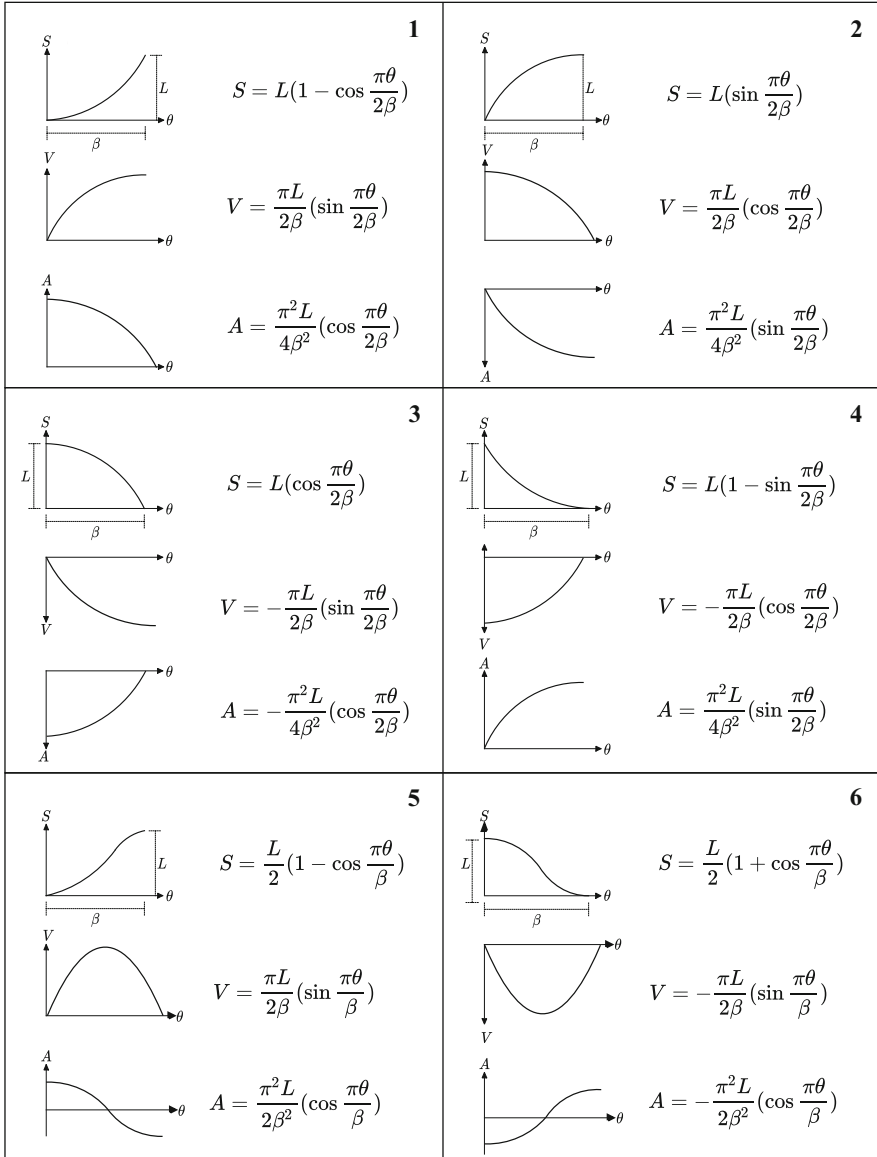 1
S
L
θ
β
S = L(1 − cos πθ/2β)
V
θ
V = πL/2β (sin πθ/2β)
A
θ
A = π²L/4β² (cos πθ/2β)
2
S
L
θ
β
S = L(sin πθ/2β)
V
θ
V = πL/2β (cos πθ/2β)
θ
A
A = π²L/4β² (sin πθ/2β)
3
S
L
θ
β
S = L(cos πθ/2β)
θ
V
V = −πL/2β (sin πθ/2β)
θ
A
A = −π²L/4β² (cos πθ/2β)
4
S
L
θ
β
S = L(1 − sin πθ/2β)
θ
V
V = −πL/2β (cos πθ/2β)
A
θ
A = π²L/4β² (sin πθ/2β)
5
S
L
θ
β
S = L/2 (1 − cos πθ/β)
V
θ
V = πL/2β (sin πθ/β)
A
θ
A = π²L/2β² (cos πθ/β)
6
S
L
θ
β
S = L/2 (1 + cos πθ/β)
θ
V
V = −πL/2β (sin πθ/β)
A
θ
A = −π²L/2β² (cos πθ/β)